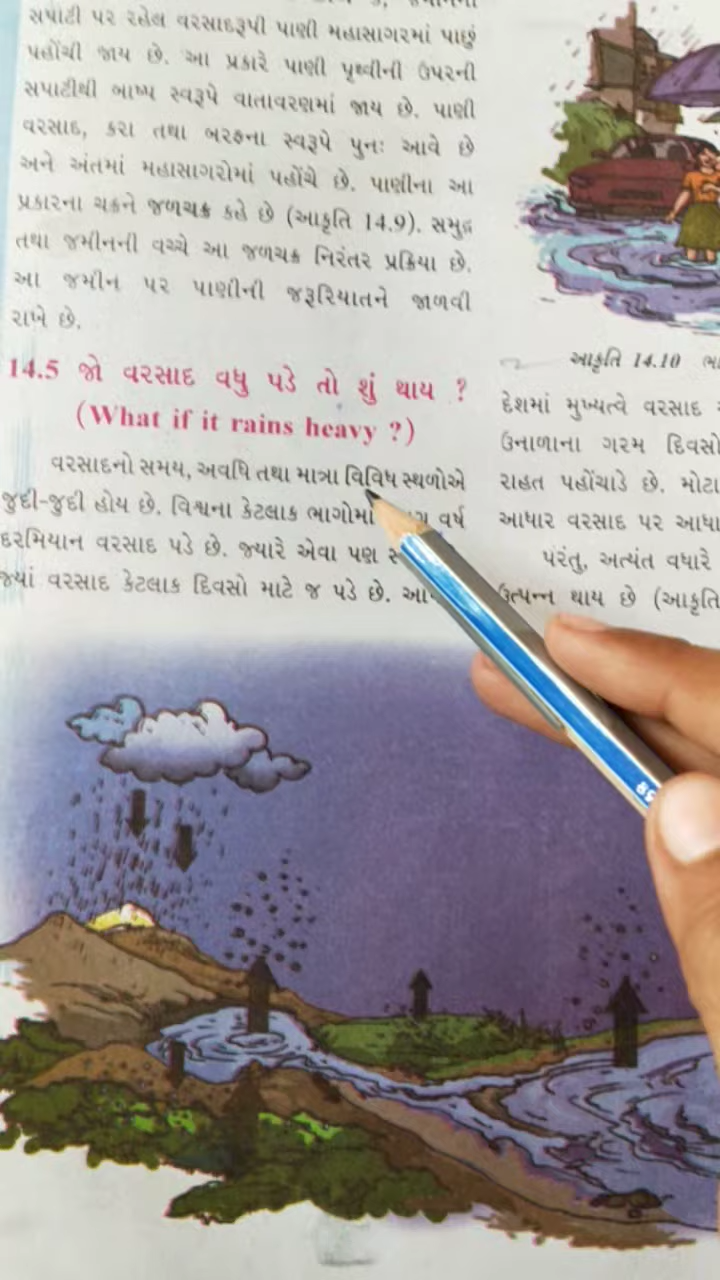 સપાટી પર રહેલ વરસાદરૂપી પાણી મહાસાગરમાં પાછું
પહોંચી જાય છે. આ પ્રકારે પાણી પૃથ્વીની ઉપરની
સપાટીથી બાષ્પ સ્વરૂપે વાતાવરણમાં જાય છે. પાણી
વરસાદ, કરા તથા બરફના સ્વરૂપે પુનઃ આવે છે
અને અંતમાં મહાસાગરોમાં પહોંચે છે. પાણીના આ
પ્રકારના ચક્રને જળચક્ર કહે છે (આકૃતિ 14.9). સમુદ્ર
તથા જમીનની વચ્ચે આ જળચક્ર નિરંતર પ્રક્રિયા છે.
આ જમીન પર પાણીની જરૂરિયાતને જાળવી
રાખે છે.
14.5 જો વરસાદ વધુ પડે તો શું થાય ?
(What if it rains heavy ?)
વરસાદનો સમય, અવધિ તથા માત્રા વિવિધ સ્થળોએ
જુદી-જુદી હોય છે. વિશ્વના કેટલાક ભાગોમાં વર્ષ
દરમિયાન વરસાદ પડે છે. જ્યારે એવા પણ
જ્યાં વરસાદ કેટલાક દિવસો માટે જ પડે છે.
આકૃતિ 14.10
દેશમાં મુખ્યત્વે વરસાદ
ઉનાળાના ગરમ દિવસો
રાહત પહોંચાડે છે.
આધાર વરસાદ પર
પરંતુ, અત્યંત વધારે
ઉત્પન્ન થાય છે (આકૃતિ